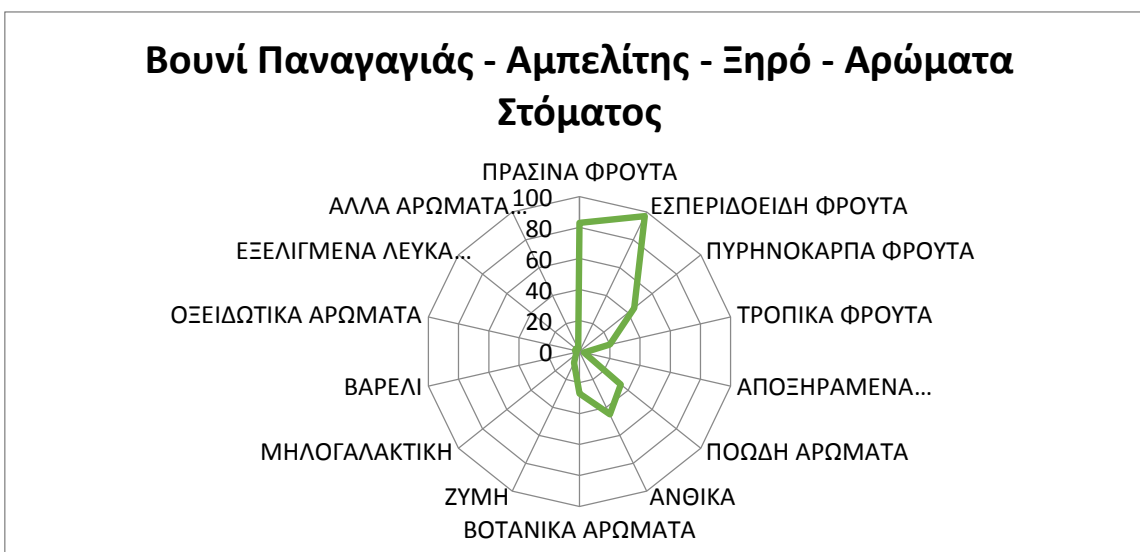 Βουνί Παναγαγιάς - Αμπελίτης - Ξηρό - Αρώματα
Στόματος
ΠΡΑΣΙΝΑ ΦΡΟΥΤΑ
ΕΣΠΕΡΙΔΟΕΙΔΗ ΦΡΟΥΤΑ
ΠΥΡΗΝΟΚΑΡΠΑ ΦΡΟΥΤΑ
ΤΡΟΠΙΚΑ ΦΡΟΥΤΑ
ΑΠΟΞΗΡΑΜΕΝΑ...
ΠΟΩΔΗ ΑΡΩΜΑΤΑ
ΑΝΘΙΚΑ
ΒΟΤΑΝΙΚΑ ΑΡΩΜΑΤΑ
ΖΥΜΗ
ΜΗΛΟΓΑΛΑΚΤΙΚΗ
ΒΑΡΕΛΙ
ΟΞΕΙΔΩΤΙΚΑ ΑΡΩΜΑΤΑ
ΕΞΕΛΙΓΜΕΝΑ ΛΕΥΚΑ...
ΑΛΛΑ ΑΡΩΜΑΤΑ...
100
80
60
40
20
0